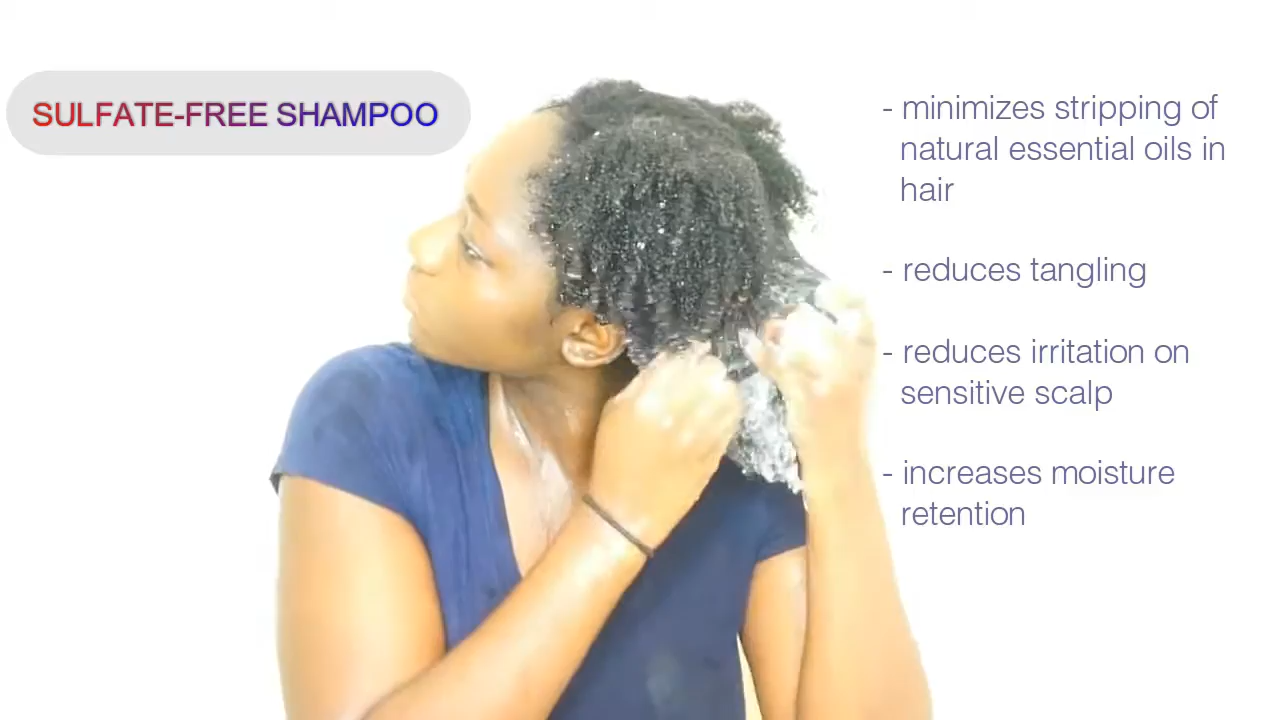 SULFATE-FREE SHAMPOO
- minimizes stripping of
natural essential oils in
hair
- reduces tangling
- reduces irritation on
sensitive scalp
- increases moisture
retention